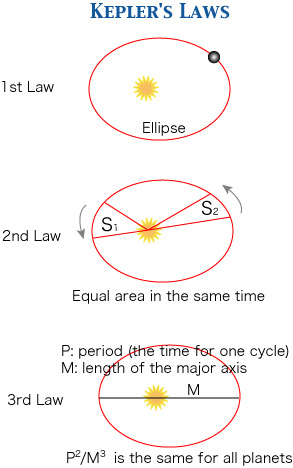 KEPLER'S LAWS
1st Law
Ellipse
S₁
S₂
2nd Law
Equal area in the same time
P: period (the time for one cycle)
M: length of the major axis
M
3rd Law
P²/M³ is the same for all planets